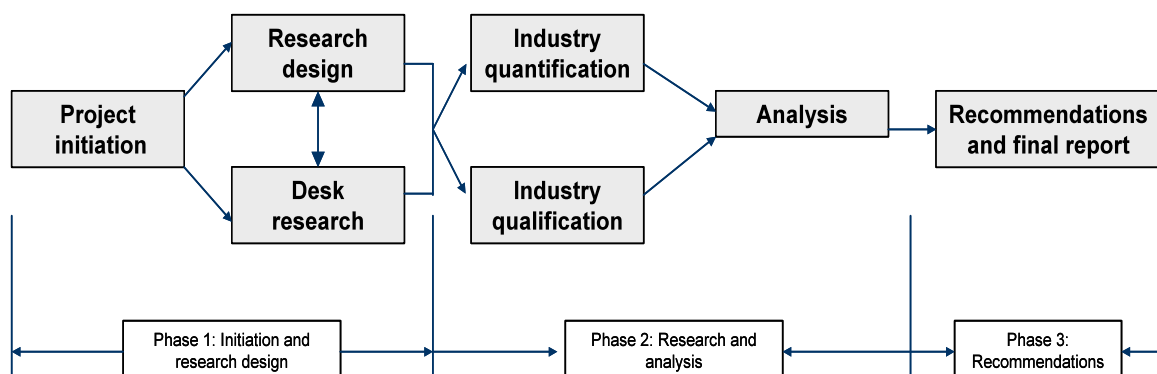 Project
initiation
Research
design
Desk
research
Industry
quantification
Industry
qualification
Analysis
Recommendations
and final report
Phase 1: Initiation and
research design
Phase 2: Research and
analysis
Phase 3:
Recommendations